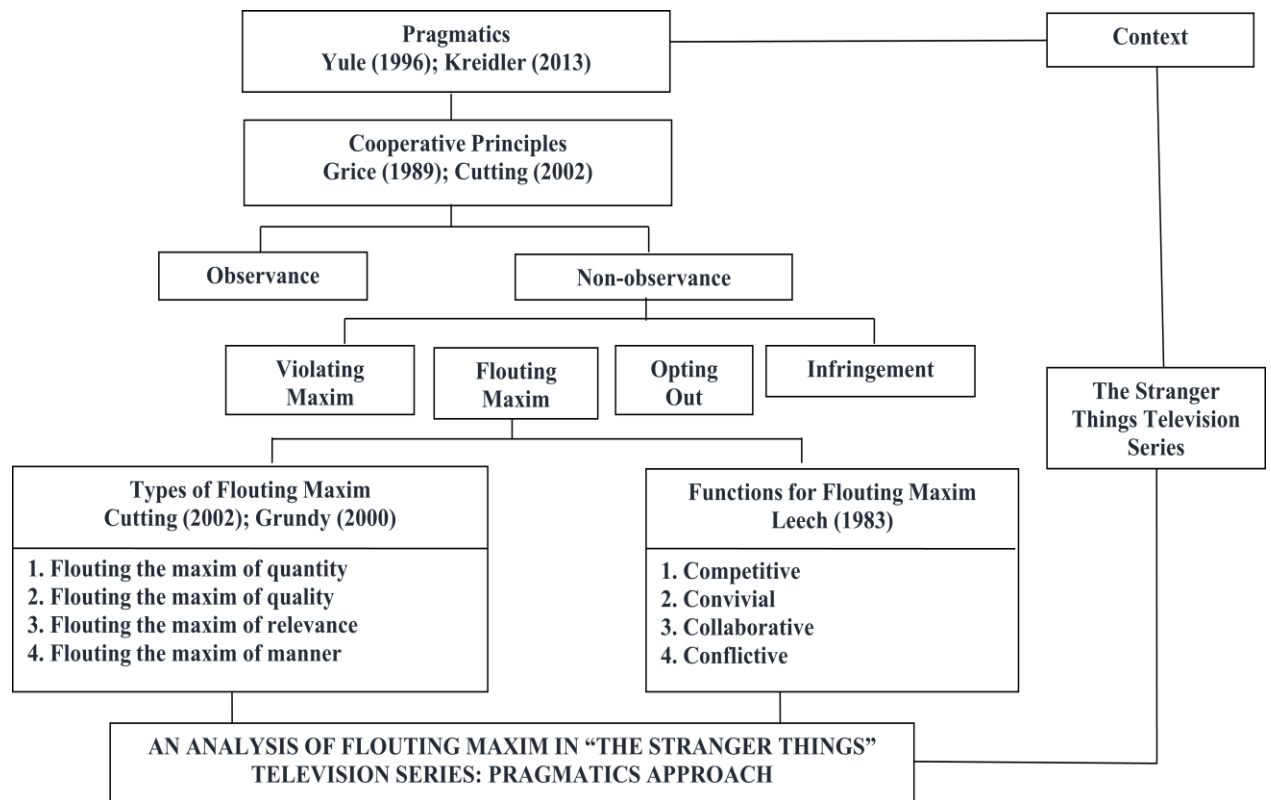 Pragmatics
Yule (1996); Kreidler (2013)
Context
Cooperative Principles
Grice (1989); Cutting (2002)
Observance
Non-observance
Violating
Maxim
Flouting
Maxim
Opting
Out
Infringement
The Stranger
Things Television
Series
Types of Flouting Maxim
Cutting (2002); Grundy (2000)
1. Flouting the maxim of quantity
2. Flouting the maxim of quality
3. Flouting the maxim of relevance
4. Flouting the maxim of manner
Functions for Flouting Maxim
Leech (1983)
1. Competitive
2. Convivial
3. Collaborative
4. Conflictive
AN ANALYSIS OF FLOUTING MAXIM IN “THE STRANGER THINGS”
TELEVISION SERIES: PRAGMATICS APPROACH